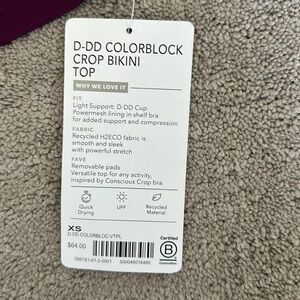 D-DD COLORBLOCK
CROP BIKINI
TOP
WHY WE LOVE IT
FIT
Light Support: D-DD Cup
Powermesh lining in shelf bra
for added support and compression
FABRIC
Recycled H2ECO fabric is
smooth and sleek
with powerful stretch
FAVE
Removable pads
Versatile top for any activity,
inspired by Conscious Crop bra
Quick
Drying
UPF
Recycled
Material
XS
D-DD COLORBLOC-VTPL
$64.00
Certified
B
Corporation